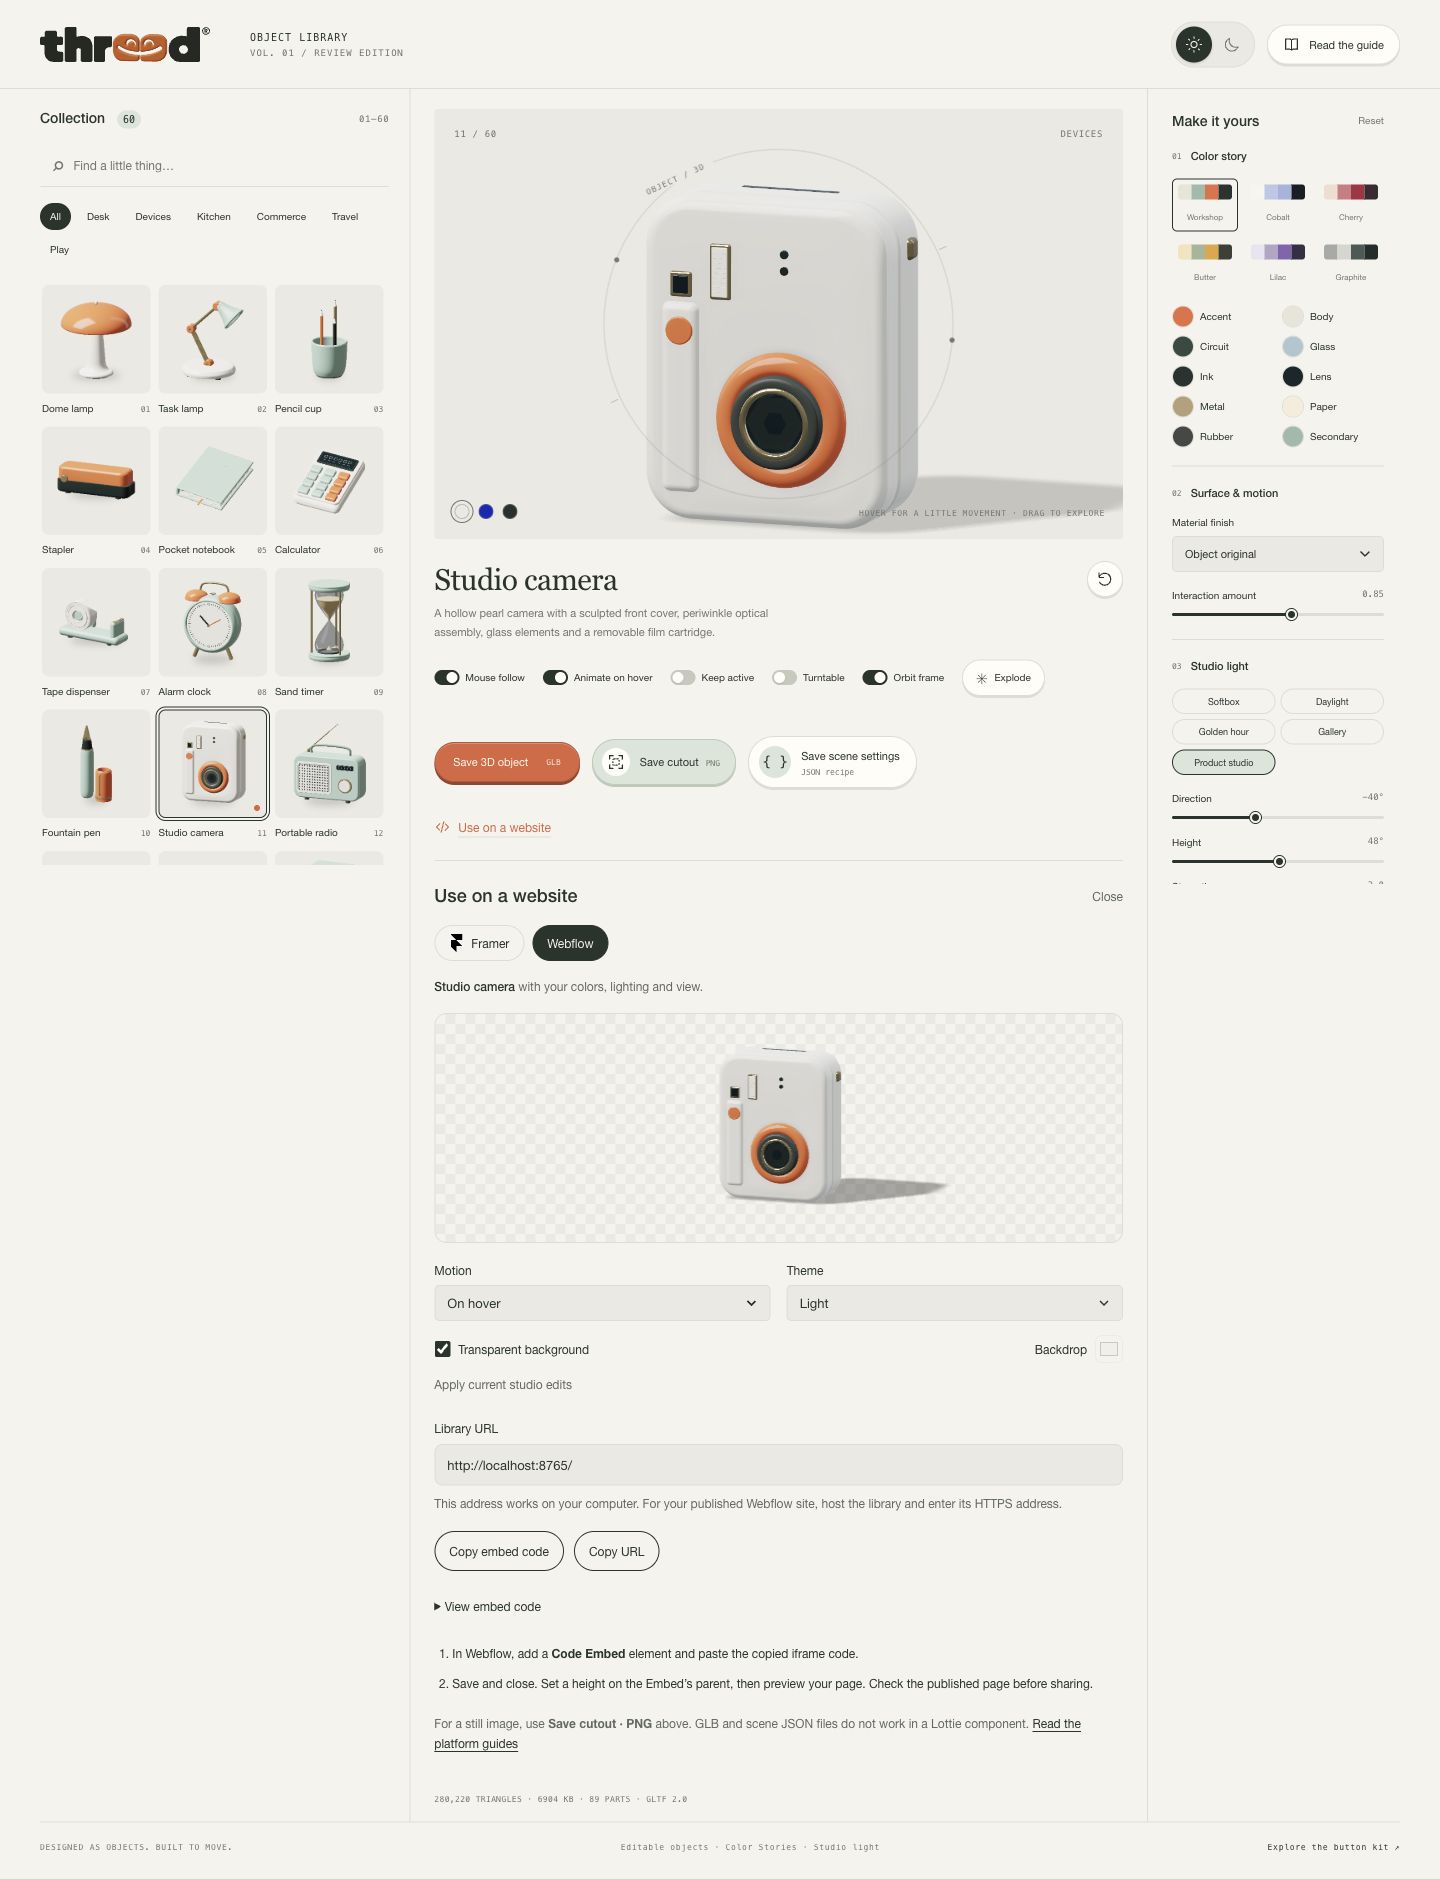 threed®
OBJECT LIBRARY
VOL. 01 / REVIEW EDITION
Read the guide
Collection 60
01—60
Find a little thing…
All Desk Devices Kitchen Commerce Travel
Play
Dome lamp 01 Task lamp 02 Pencil cup 03
Stapler 04 Pocket notebook 05 Calculator 06
Tape dispenser 07 Alarm clock 08 Sand timer 09
Fountain pen 10 Studio camera 11 Portable radio 12
11 / 60
DEVICES
OBJECT / 3D
HOVER FOR A LITTLE MOVEMENT · DRAG TO EXPLORE
Studio camera
A hollow pearl camera with a sculpted front cover, periwinkle optical
assembly, glass elements and a removable film cartridge.
Mouse follow Animate on hover Keep active Turntable Orbit frame Explode
Save 3D object GLB
Save cutout PNG
{ } Save scene settings
JSON recipe
</> Use on a website
Use on a website
Close
Framer Webflow
Studio camera with your colors, lighting and view.
Motion Theme
On hover Light
Transparent background
Backdrop
Apply current studio edits
Library URL
http://localhost:8765/
This address works on your computer. For your published Webflow site, host the library and enter its HTTPS address.
Copy embed code Copy URL
View embed code
1. In Webflow, add a Code Embed element and paste the copied iframe code.
2. Save and close. Set a height on the Embed’s parent, then preview your page. Check the published page before sharing.
For a still image, use Save cutout · PNG above. GLB and scene JSON files do not work in a Lottie component. Read the
platform guides
280,220 TRIANGLES · 6904 KB · 89 PARTS · GLTF 2.0
Make it yours
Reset
01 Color story
Workshop Cobalt Cherry
Butter Lilac Graphite
Accent Body
Circuit Glass
Ink Lens
Metal Paper
Rubber Secondary
02 Surface & motion
Material finish
Object original
Interaction amount 0.85
03 Studio light
Softbox Daylight
Golden hour Gallery
Product studio
Direction −40°
Height 48°
DESIGNED AS OBJECTS. BUILT TO MOVE.
Editable objects · Color Stories · Studio light
Explore the button kit ↗